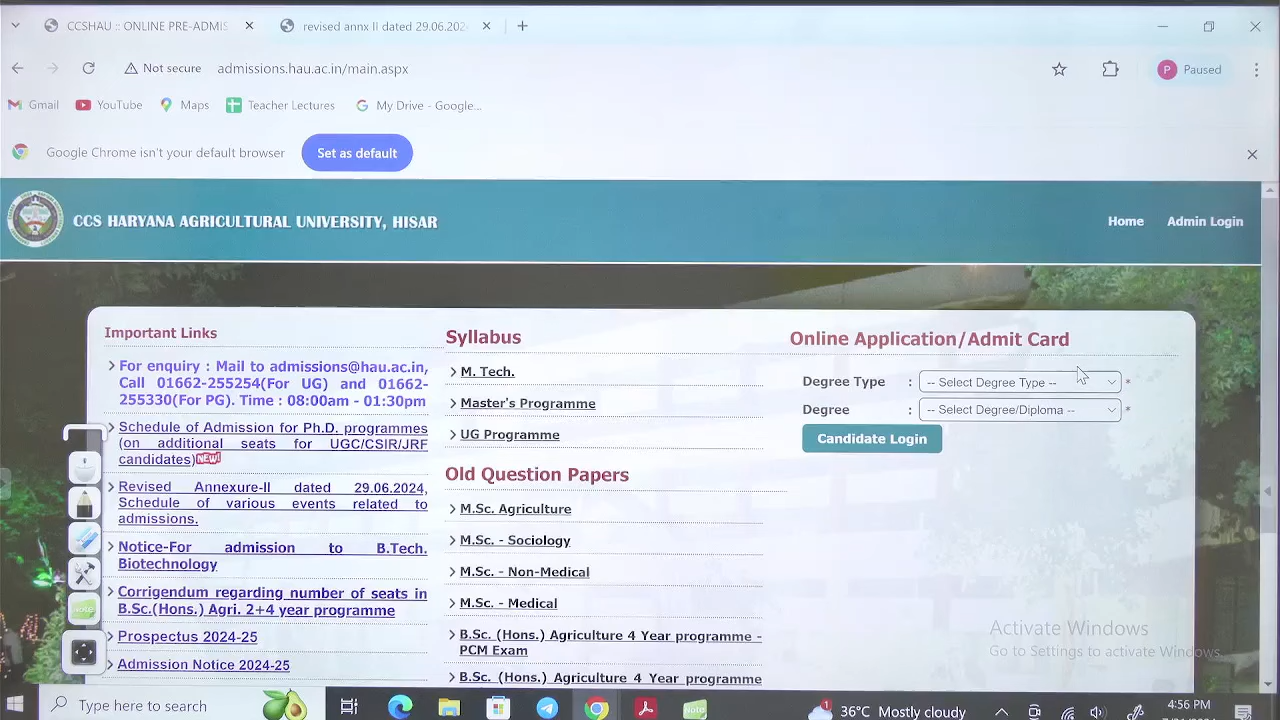 CCSHAU :: ONLINE PRE-ADMIS
revised annx II dated 29.06.202
Not secure
admissions.hau.ac.in/main.aspx
P
Paused
Gmail
YouTube
Maps
Teacher Lectures
My Drive - Google...
Google Chrome isn't your default browser
Set as default
CCS HARYANA AGRICULTURAL UNIVERSITY, HISAR
Home
Admin Login
Important Links
For enquiry : Mail to admissions@hau.ac.in,
Call 01662-255254(For UG) and 01662-
255330(For PG). Time : 08:00am - 01:30pm
Schedule of Admission for Ph.D. programmes
(on additional seats for UGC/CSIR/JRF
candidates) NEW!
Revised Annexure-II dated 29.06.2024,
Schedule of various events related to
admissions.
Notice-For admission to B.Tech.
Biotechnology
Corrigendum regarding number of seats in
B.Sc.(Hons.) Agri. 2+4 year programme
Prospectus 2024-25
Admission Notice 2024-25
Syllabus
M. Tech.
Master's Programme
UG Programme
Old Question Papers
M.Sc. Agriculture
M.Sc. - Sociology
M.Sc. - Non-Medical
M.Sc. - Medical
B.Sc. (Hons.) Agriculture 4 Year programme -
PCM Exam
B.Sc. (Hons.) Agriculture 4 Year programme
Online Application/Admit Card
Degree Type : -- Select Degree Type -- *
Degree : -- Select Degree/Diploma -- *
Candidate Login
Note
Activate Windows
Go to Settings to activate Windows.
Type here to search
Note
1
36°C Mostly cloudy
4:56 PM